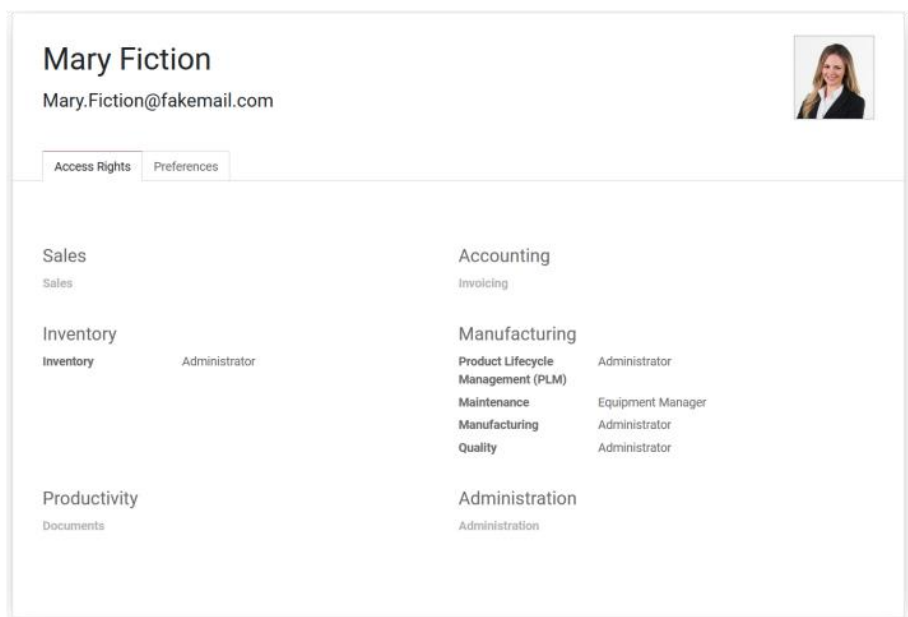 Mary Fiction
Mary.Fiction@fakemail.com
Access Rights Preferences
Sales
Sales
Accounting
Invoicing
Inventory
Inventory Administrator
Manufacturing
Product Lifecycle
Management (PLM) Administrator
Maintenance Equipment Manager
Manufacturing Administrator
Quality Administrator
Productivity
Documents
Administration
Administration